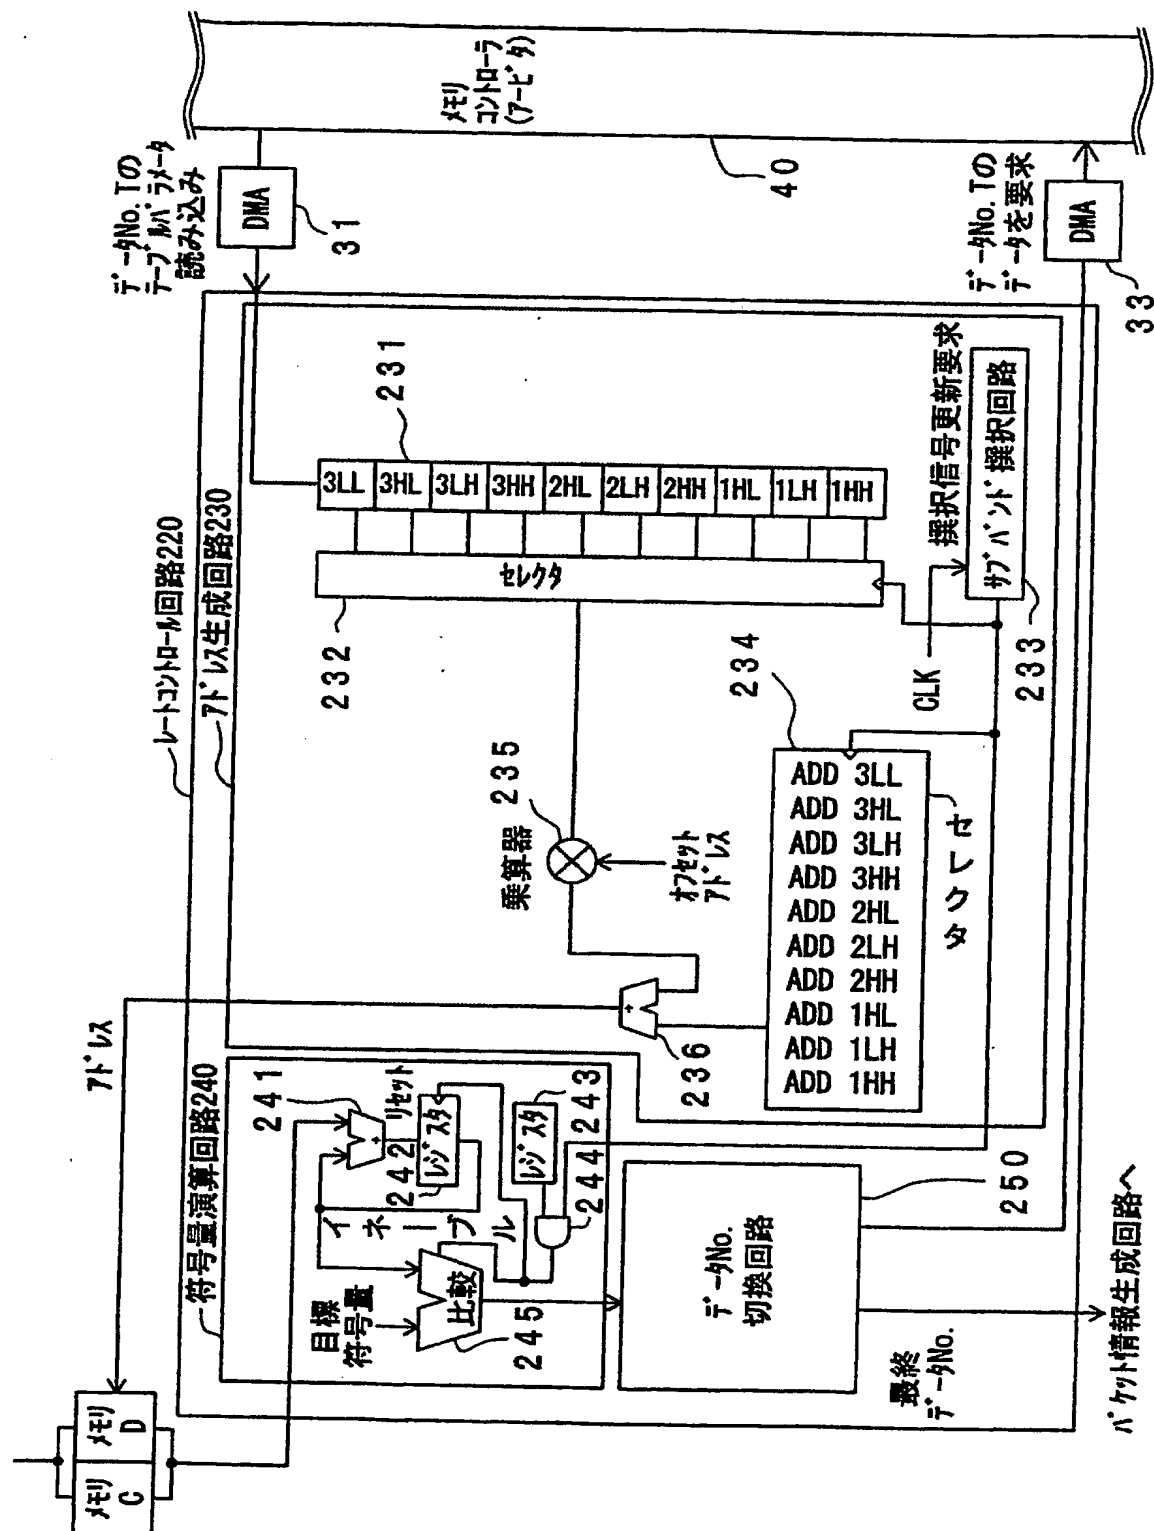 メモリ
C
メモリ
D
アドレス
レートコントロール回路220
アドレス生成回路230
符号量演算回路240
241
リセット
242
レジスタ
243
レジスタ
244
イネーブル
目標
符号量
比較
245
データNo.
切換回路
250
最終
データNo.
パケット情報生成回路へ
乗算器
235
オフセット
アドレス
+
+
236
234
ADD 3LL
ADD 3HL
ADD 3LH
ADD 3HH
ADD 2HL
ADD 2LH
ADD 2HH
ADD 1HL
ADD 1LH
ADD 1HH
セレクタ
232
セレクタ
231
3LL
3HL
3LH
3HH
2HL
2LH
2HH
1HL
1LH
1HH
CLK
撰択信号更新要求
サブバンド撰択回路
233
データNo.Tの
テーブルパラメータ
読み込み
DMA
31
データNo.Tの
データを要求
DMA
33
メモリ
コントローラ
(アービタ)
40